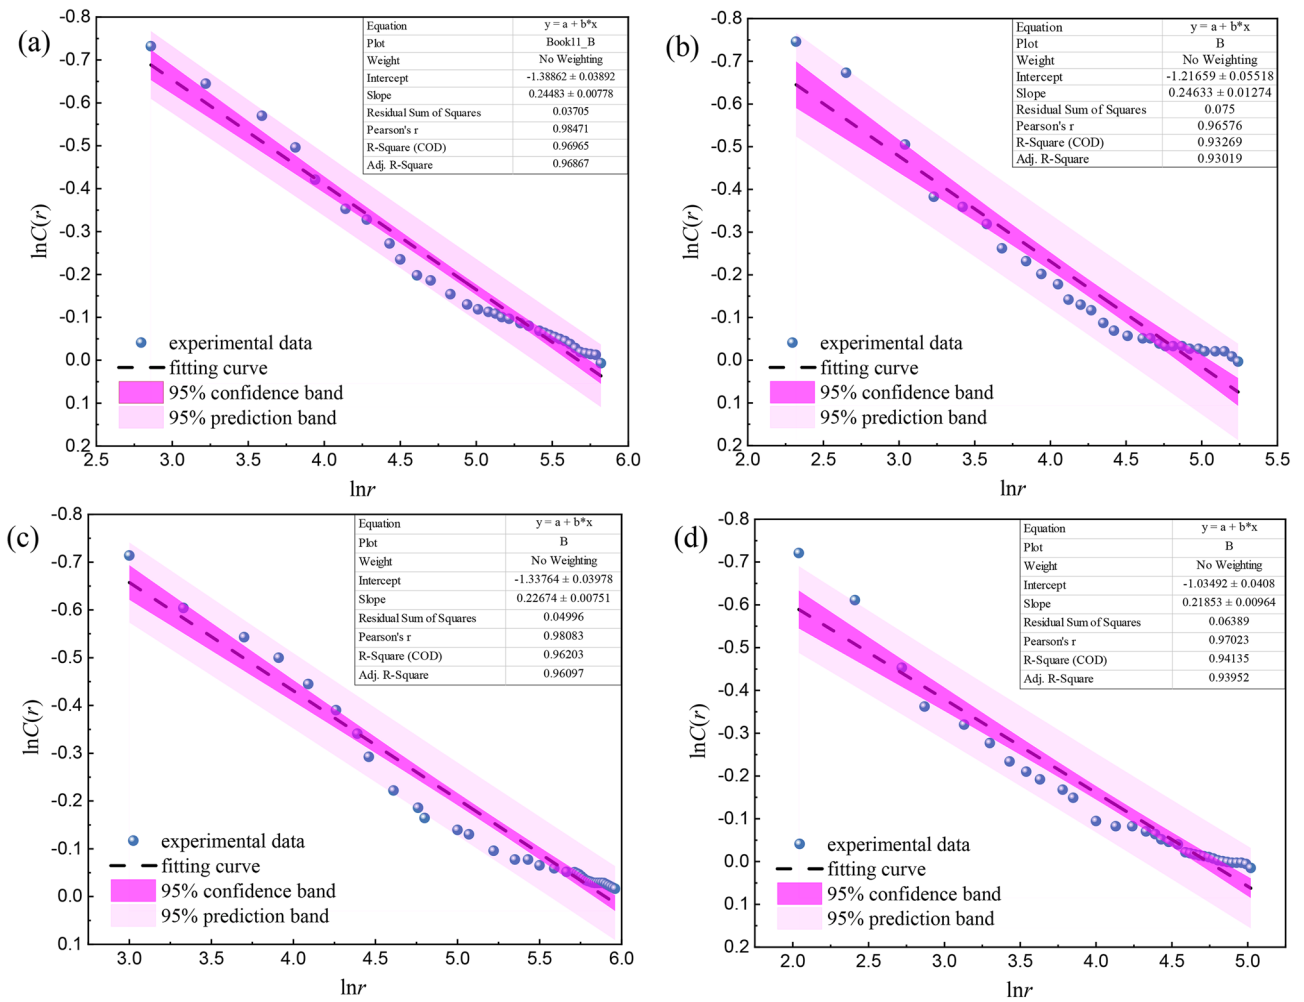 (a)
-0.8
-0.7
-0.6
-0.5
-0.4
-0.3
-0.2
-0.1
0.0
0.1
0.2
lnC(r)
Equation y = a + b*x
Plot Book11_B
Weight No Weighting
Intercept -1.38862 ± 0.03892
Slope 0.24483 ± 0.00778
Residual Sum of Squares 0.03705
Pearson's r 0.98471
R-Square (COD) 0.96965
Adj. R-Square 0.96867
experimental data
fitting curve
95% confidence band
95% prediction band
2.5 3.0 3.5 4.0 4.5 5.0 5.5 6.0
lnr
(b)
-0.8
-0.7
-0.6
-0.5
-0.4
-0.3
-0.2
-0.1
0.0
0.1
0.2
lnC(r)
Equation y = a + b*x
Plot B
Weight No Weighting
Intercept -1.21659 ± 0.05518
Slope 0.24633 ± 0.01274
Residual Sum of Squares 0.075
Pearson's r 0.96576
R-Square (COD) 0.93269
Adj. R-Square 0.93019
experimental data
fitting curve
95% confidence band
95% prediction band
2.0 2.5 3.0 3.5 4.0 4.5 5.0 5.5
lnr
(c)
-0.8
-0.7
-0.6
-0.5
-0.4
-0.3
-0.2
-0.1
0.0
0.1
lnC(r)
Equation y = a + b*x
Plot B
Weight No Weighting
Intercept -1.33764 ± 0.03978
Slope 0.22674 ± 0.00751
Residual Sum of Squares 0.04996
Pearson's r 0.98083
R-Square (COD) 0.96203
Adj. R-Square 0.96097
experimental data
fitting curve
95% confidence band
95% prediction band
3.0 3.5 4.0 4.5 5.0 5.5 6.0
lnr
(d)
-0.8
-0.7
-0.6
-0.5
-0.4
-0.3
-0.2
-0.1
0.0
0.1
0.2
lnC(r)
Equation y = a + b*x
Plot B
Weight No Weighting
Intercept -1.03492 ± 0.0408
Slope 0.21853 ± 0.00964
Residual Sum of Squares 0.06389
Pearson's r 0.97023
R-Square (COD) 0.94135
Adj. R-Square 0.93952
experimental data
fitting curve
95% confidence band
95% prediction band
2.0 2.5 3.0 3.5 4.0 4.5 5.0
lnr